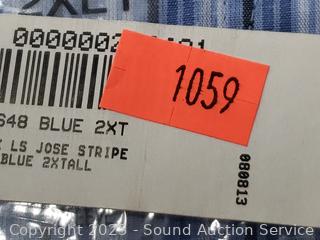 2XLT
0000002
1059
648 BLUE 2XT
LS JOSE STRIPE
BLUE 2XTALL
080813
Copyright 2023 - Sound Auction Service